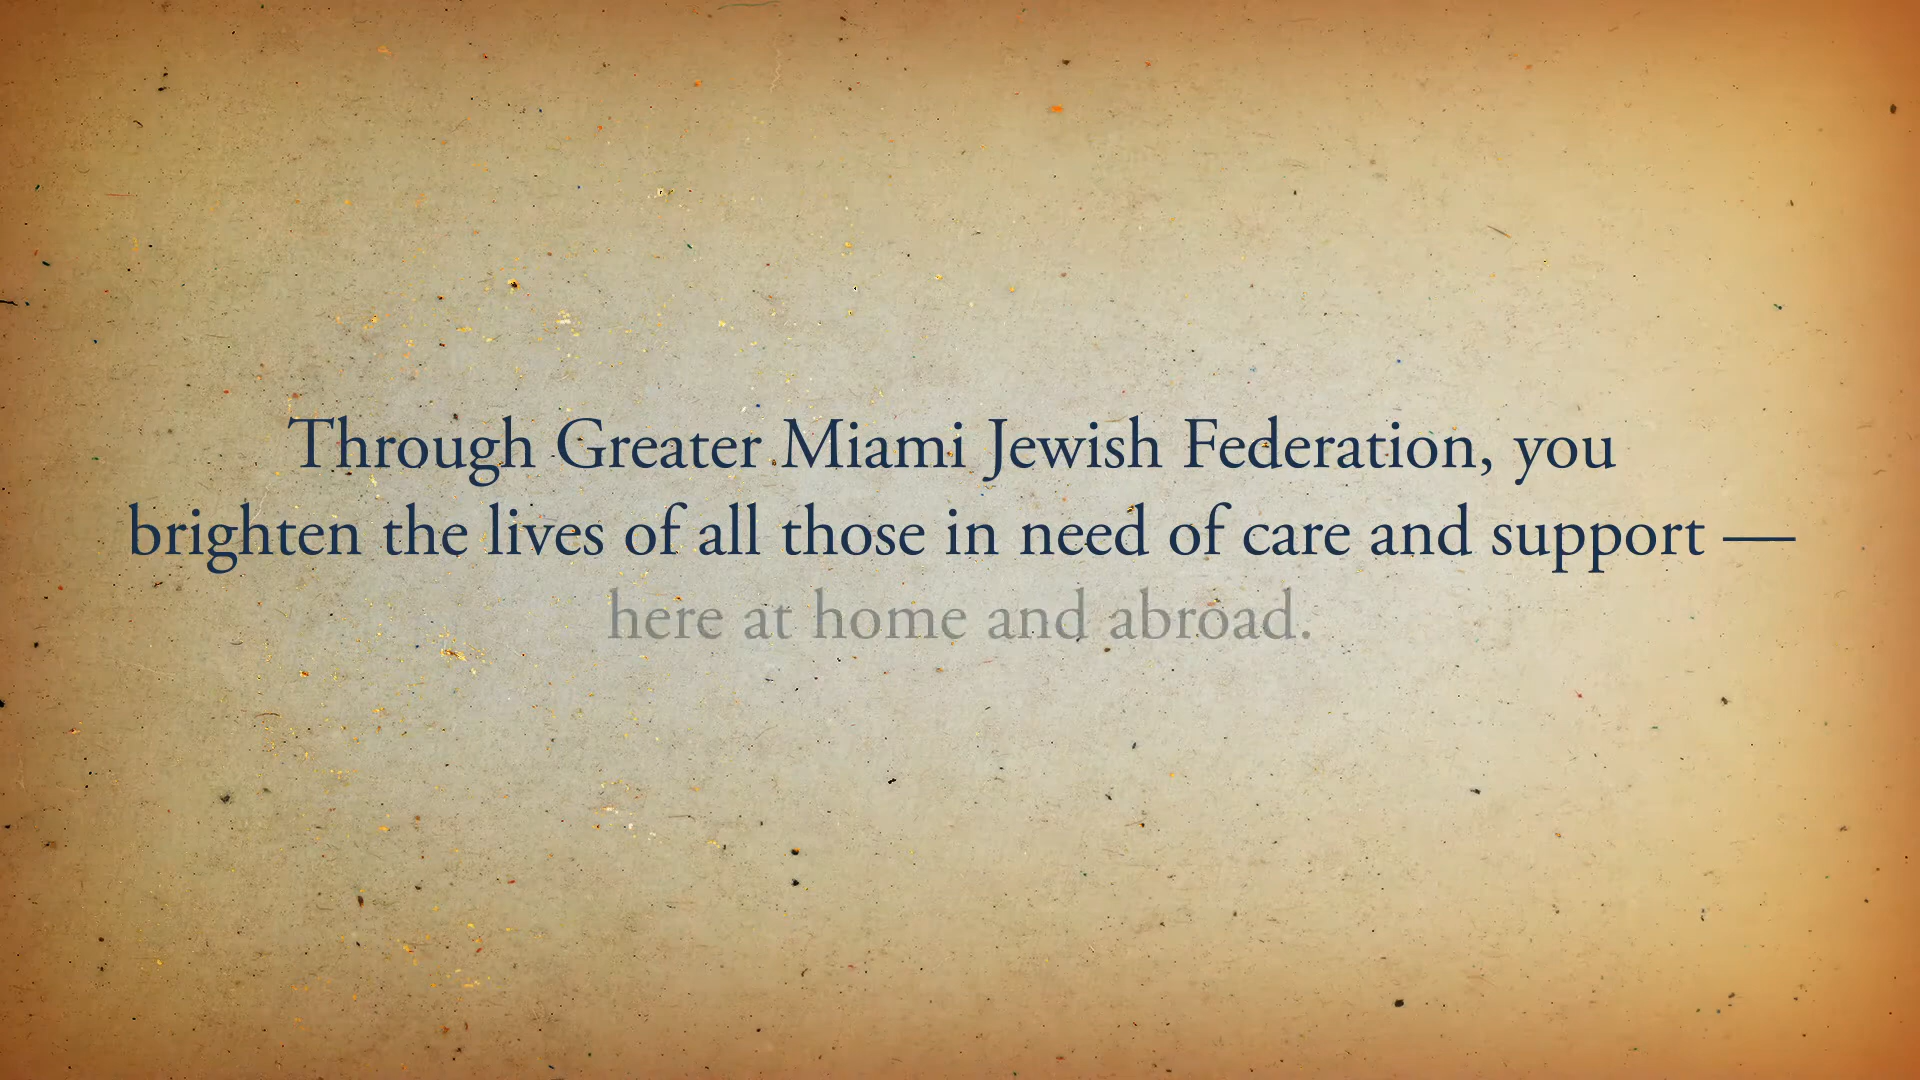 Through Greater Miami Jewish Federation, you
brighten the lives of all those in need of care and support —
here at home and abroad.